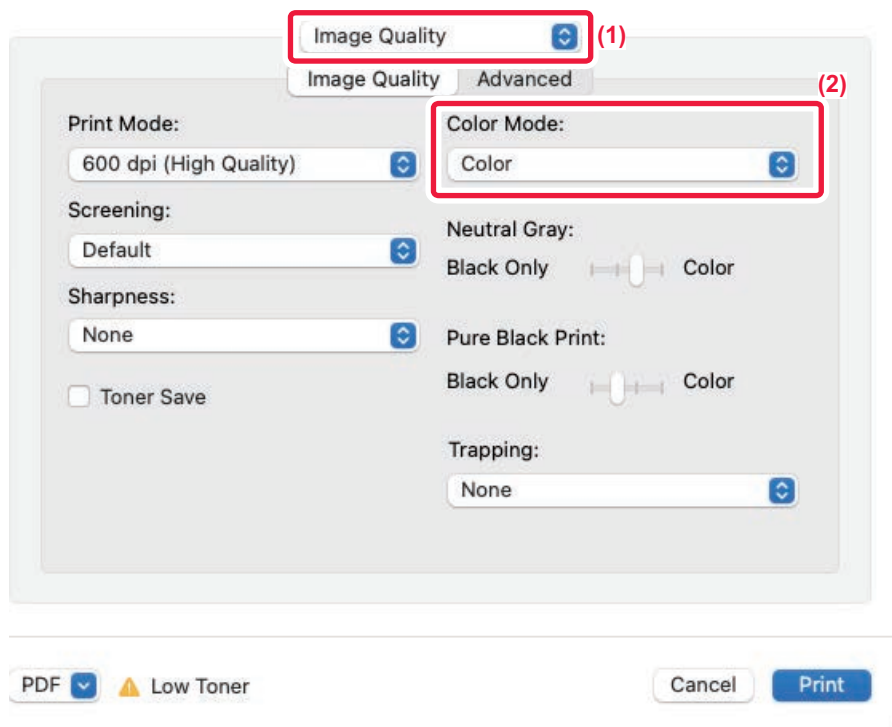 Image Quality
(1)
Image Quality Advanced
(2)
Print Mode:
600 dpi (High Quality)
Screening:
Default
Sharpness:
None
Toner Save
Color Mode:
Color
Neutral Gray:
Black Only Color
Pure Black Print:
Black Only Color
Trapping:
None
PDF Low Toner Cancel Print